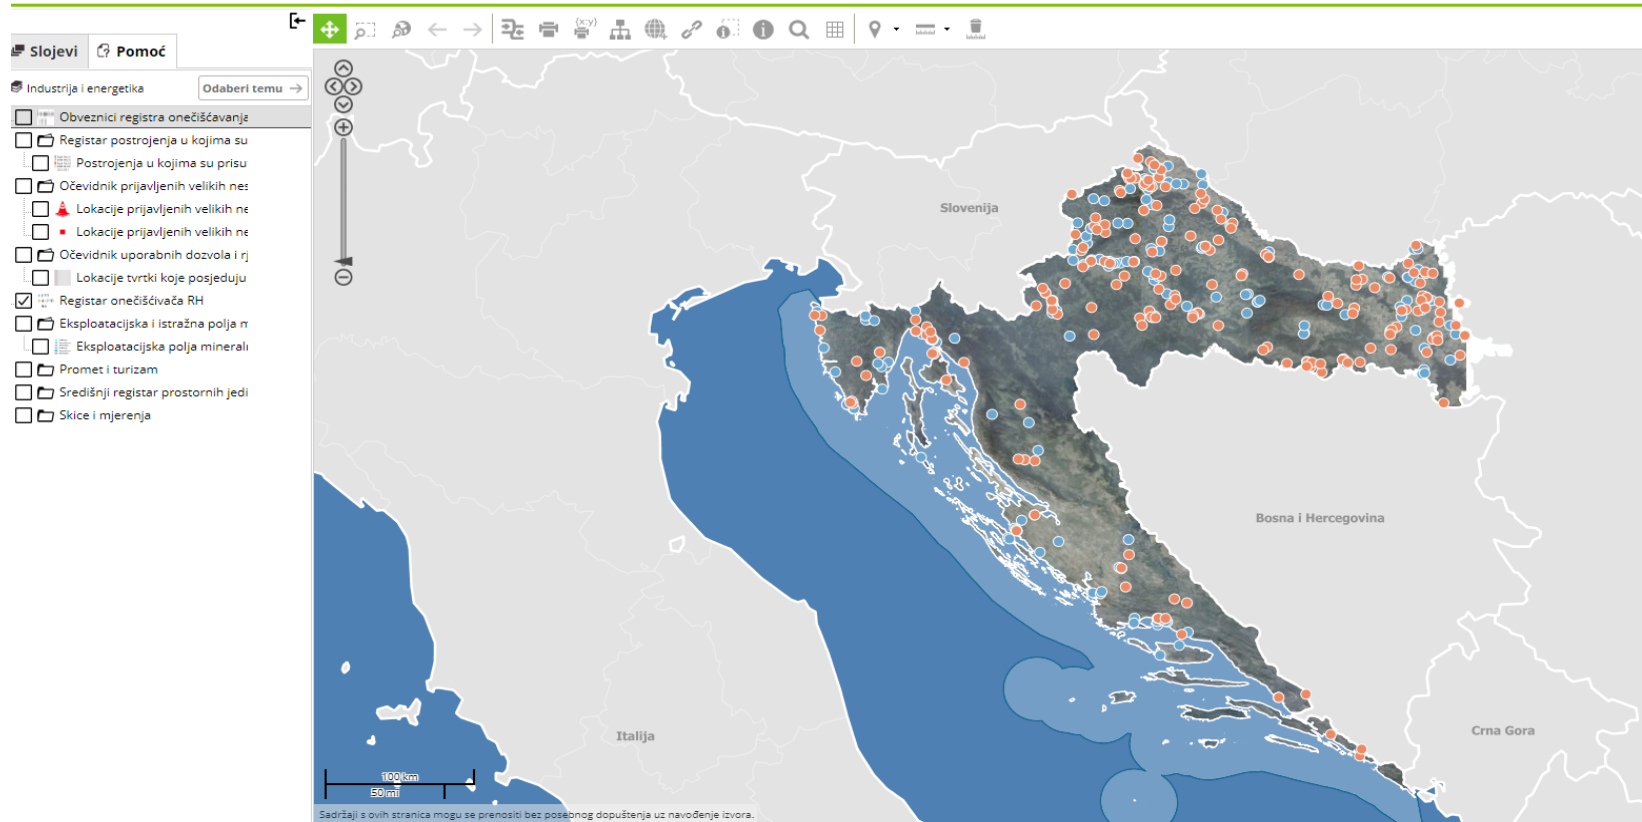 (x:y)
Slojevi
Pomoć
Industrija i energetika
Odaberi temu →
Obveznici registra onečišćavanja
Registar postrojenja u kojima su
Postrojenja u kojima su prisu
Očevidnik prijavljenih velikih nes
Lokacije prijavljenih velikih ne
Lokacije prijavljenih velikih ne
Očevidnik uporabnih dozvola i rj
Lokacije tvrtki koje posjeduju
Registar onečišćivača RH
Eksploatacijska i istražna polja m
Eksploatacijska polja mineralı
Promet i turizam
Središnji registar prostornih jedi
Skice i mjerenja
Slovenija
Bosna i Hercegovina
Crna Gora
Italija
100 km
50 mi
Sadržaji s ovih stranica mogu se prenositi bez posebnog dopuštenja uz navođenje izvora.